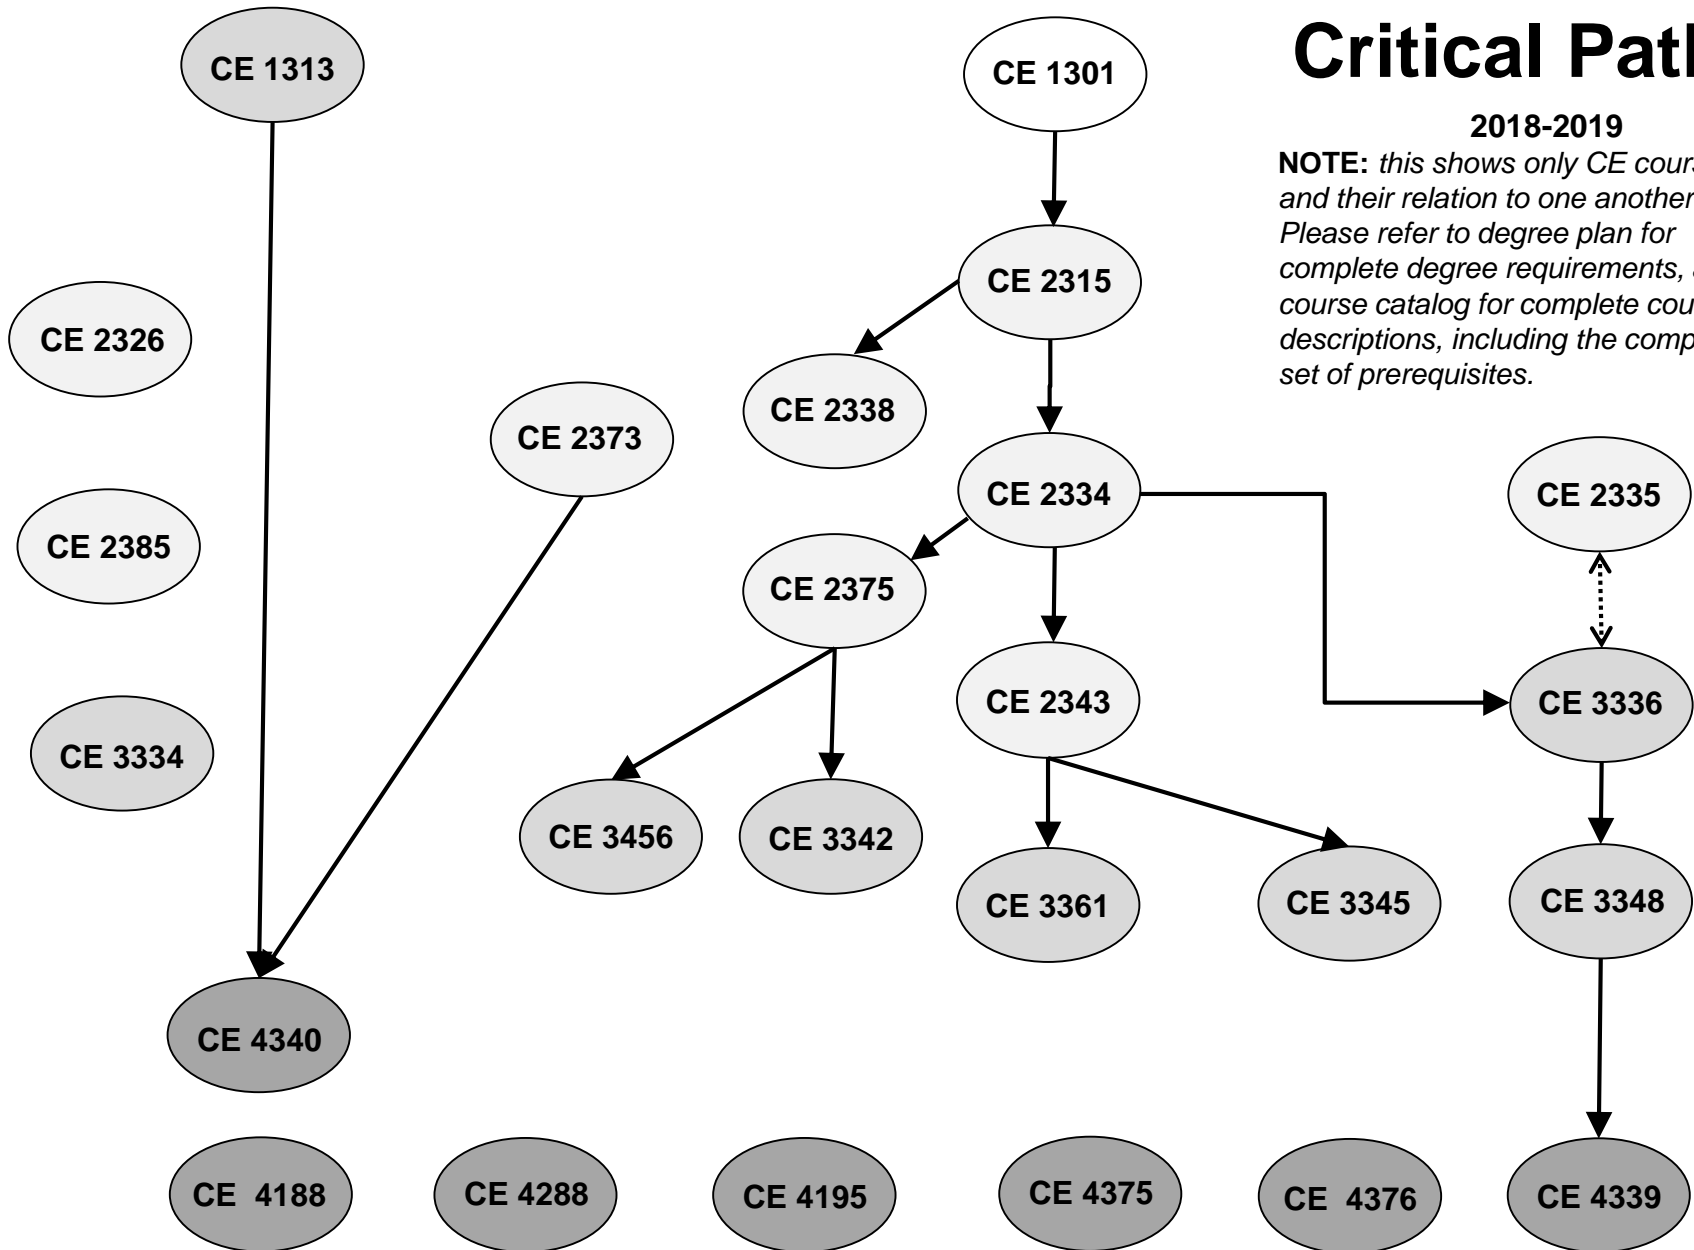 Critical Pat
2018-2019
NOTE: this shows only CE cours
and their relation to one another
Please refer to degree plan for
complete degree requirements,
course catalog for complete cou
descriptions, including the comp
set of prerequisites.
CE 1313
CE 1301
CE 2315
CE 2326
CE 2338
CE 2373
CE 2334
CE 2335
CE 2385
CE 2375
CE 2343
CE 3336
CE 3334
CE 3456
CE 3342
CE 3361
CE 3345
CE 3348
CE 4340
CE 4188
CE 4288
CE 4195
CE 4375
CE 4376
CE 4339